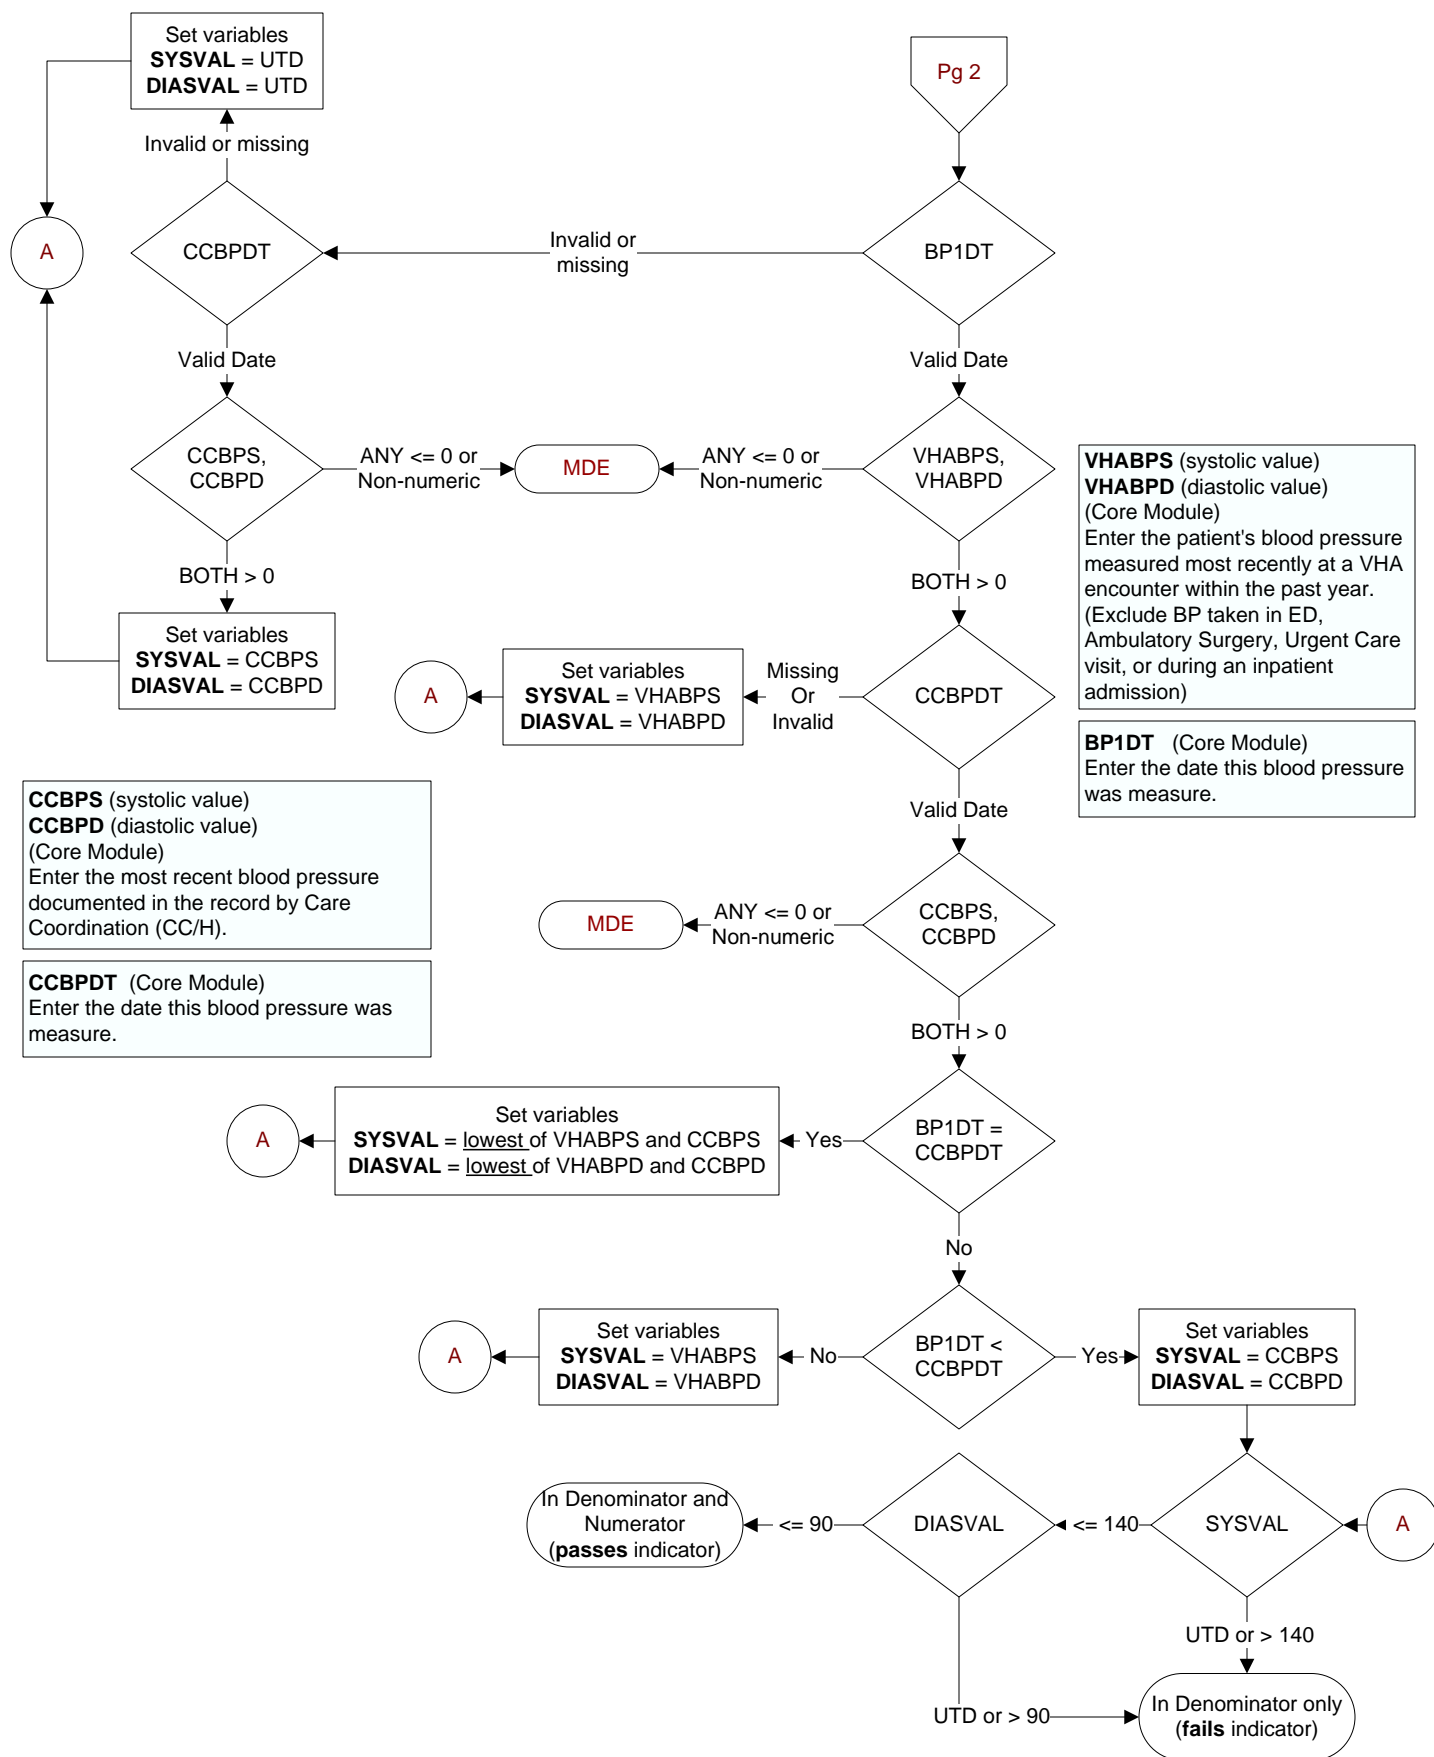 Set variables
SYSVAL = UTD
DIASVAL = UTD
Pg 2
Invalid or missing
A
CCBPDT
Invalid or
missing
BP1DT
Valid Date
Valid Date
CCBPS,
CCBPD
ANY <= 0 or
Non-numeric
MDE
ANY <= 0 or
Non-numeric
VHABPS,
VHABPD
VHABPS (systolic value)
VHABPD (diastolic value)
(Core Module)
Enter the patient's blood pressure
measured most recently at a VHA
encounter within the past year.
(Exclude BP taken in ED,
Ambulatory Surgery, Urgent Care
visit, or during an inpatient
admission)
BOTH > 0
BOTH > 0
Set variables
SYSVAL = CCBPS
DIASVAL = CCBPD
A
Set variables
SYSVAL = VHABPS
DIASVAL = VHABPD
Missing
Or
Invalid
CCBPDT
BP1DT (Core Module)
Enter the date this blood pressure
was measure.
CCBPS (systolic value)
CCBPD (diastolic value)
(Core Module)
Enter the most recent blood pressure
documented in the record by Care
Coordination (CC/H).
Valid Date
MDE
ANY <= 0 or
Non-numeric
CCBPS,
CCBPD
CCBPDT (Core Module)
Enter the date this blood pressure was
measure.
BOTH > 0
A
Set variables
SYSVAL = lowest of VHABPS and CCBPS
DIASVAL = lowest of VHABPD and CCBPD
Yes
BP1DT =
CCBPDT
No
A
Set variables
SYSVAL = VHABPS
DIASVAL = VHABPD
No
BP1DT <
CCBPDT
Yes
Set variables
SYSVAL = CCBPS
DIASVAL = CCBPD
In Denominator and
Numerator
(passes indicator)
<= 90
DIASVAL
<= 140
SYSVAL
A
UTD or > 140
UTD or > 90
In Denominator only
(fails indicator)